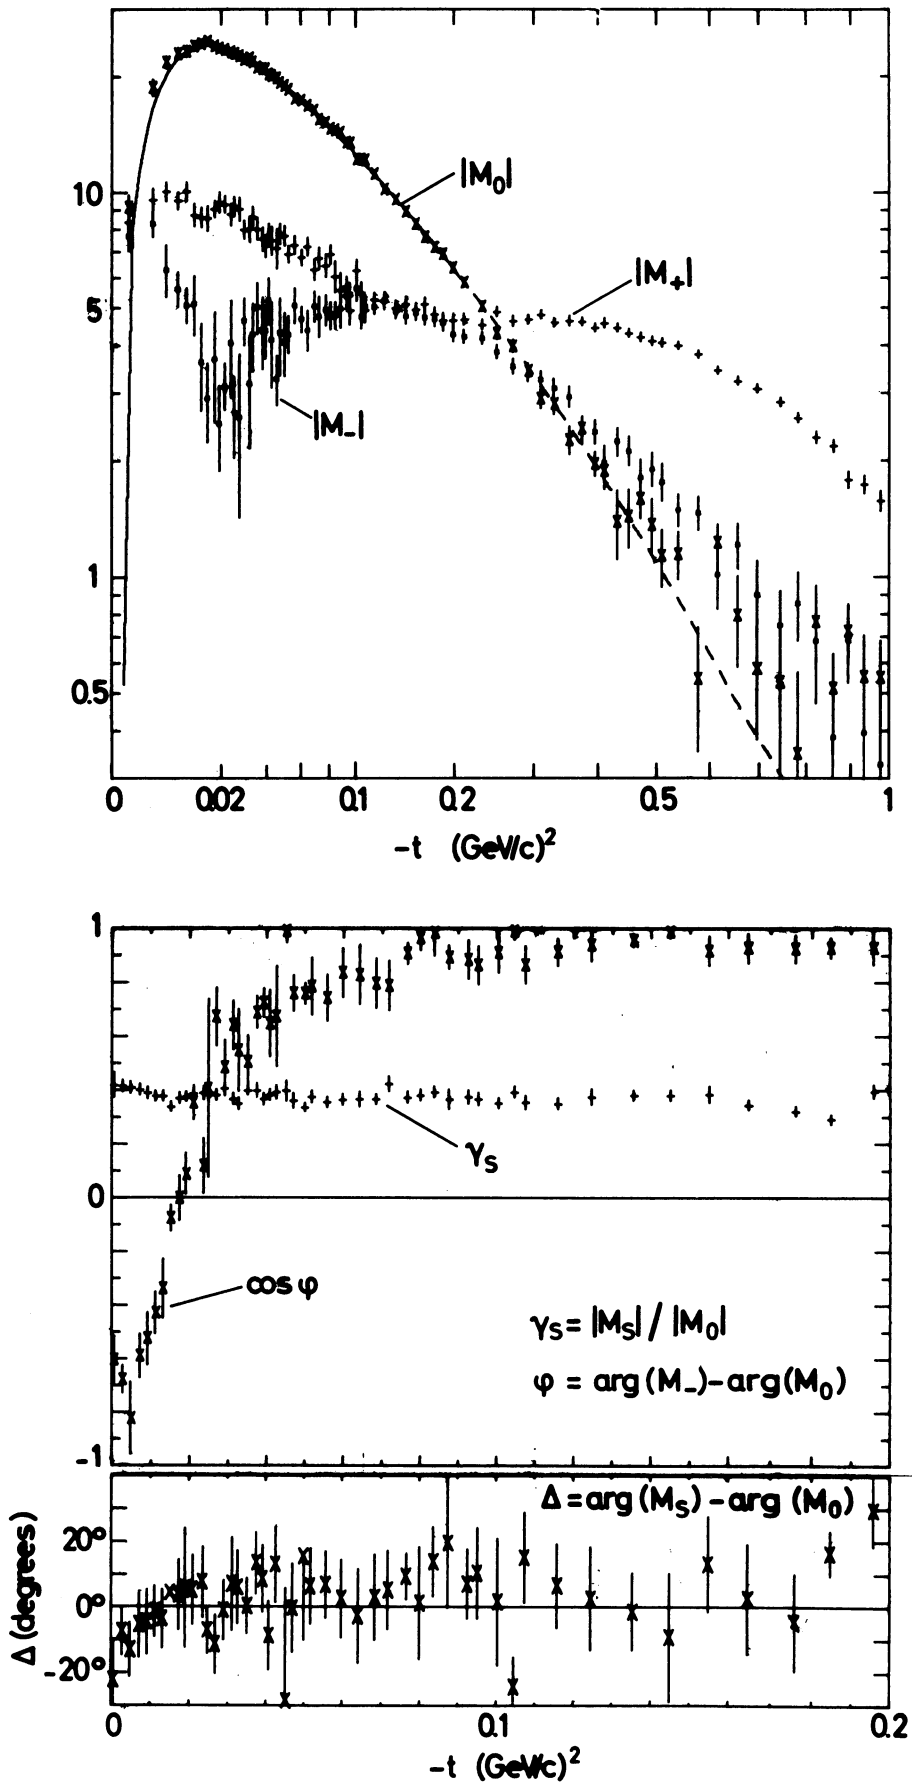 10
5
1
0.5
|M₀|
|M₊|
|M₋|
0 0.02 0.1 0.2 0.5 1
-t (GeV/c)²
1
0
-1
γₛ
cos φ
γₛ = |Mₛ| / |M₀|
φ = arg(M₋)-arg(M₀)
Δ=arg(Mₛ)-arg(M₀)
Δ(degrees)
20°
0°
-20°
0 0.1 0.2
-t (GeV/c)²